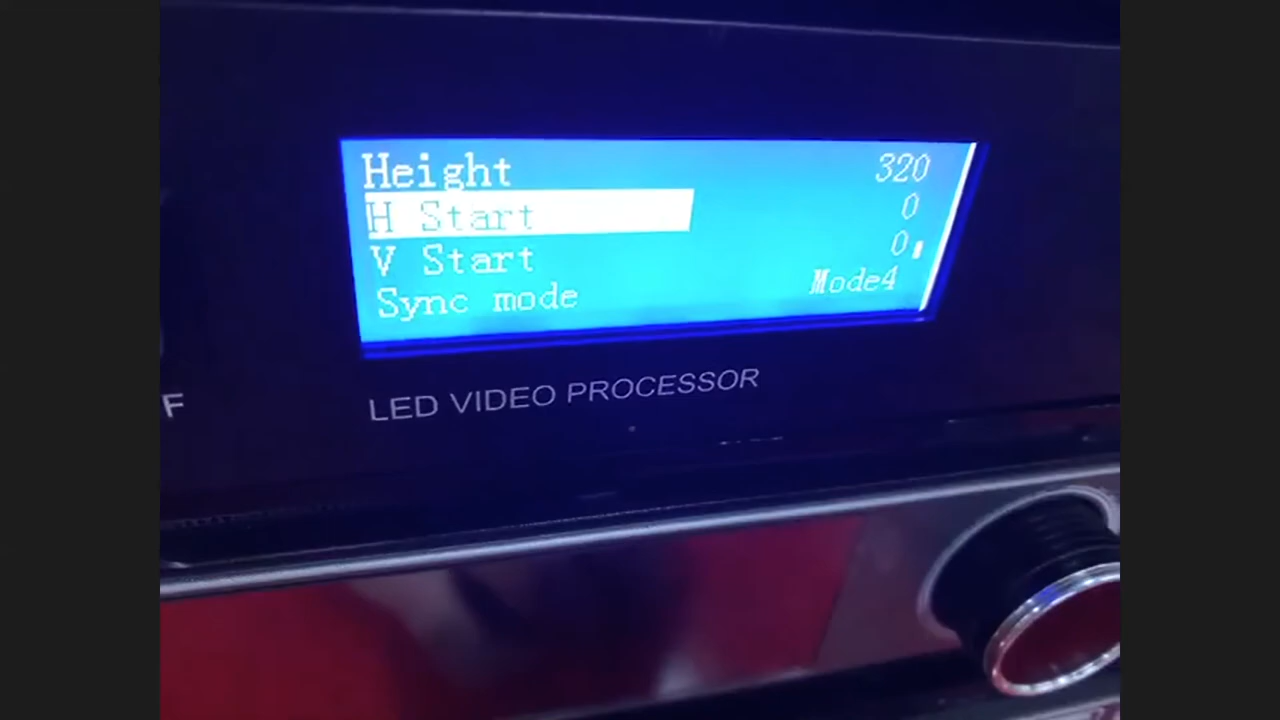 Height 320
H Start 0
V Start 0
Sync mode Mode4
LED VIDEO PROCESSOR
F